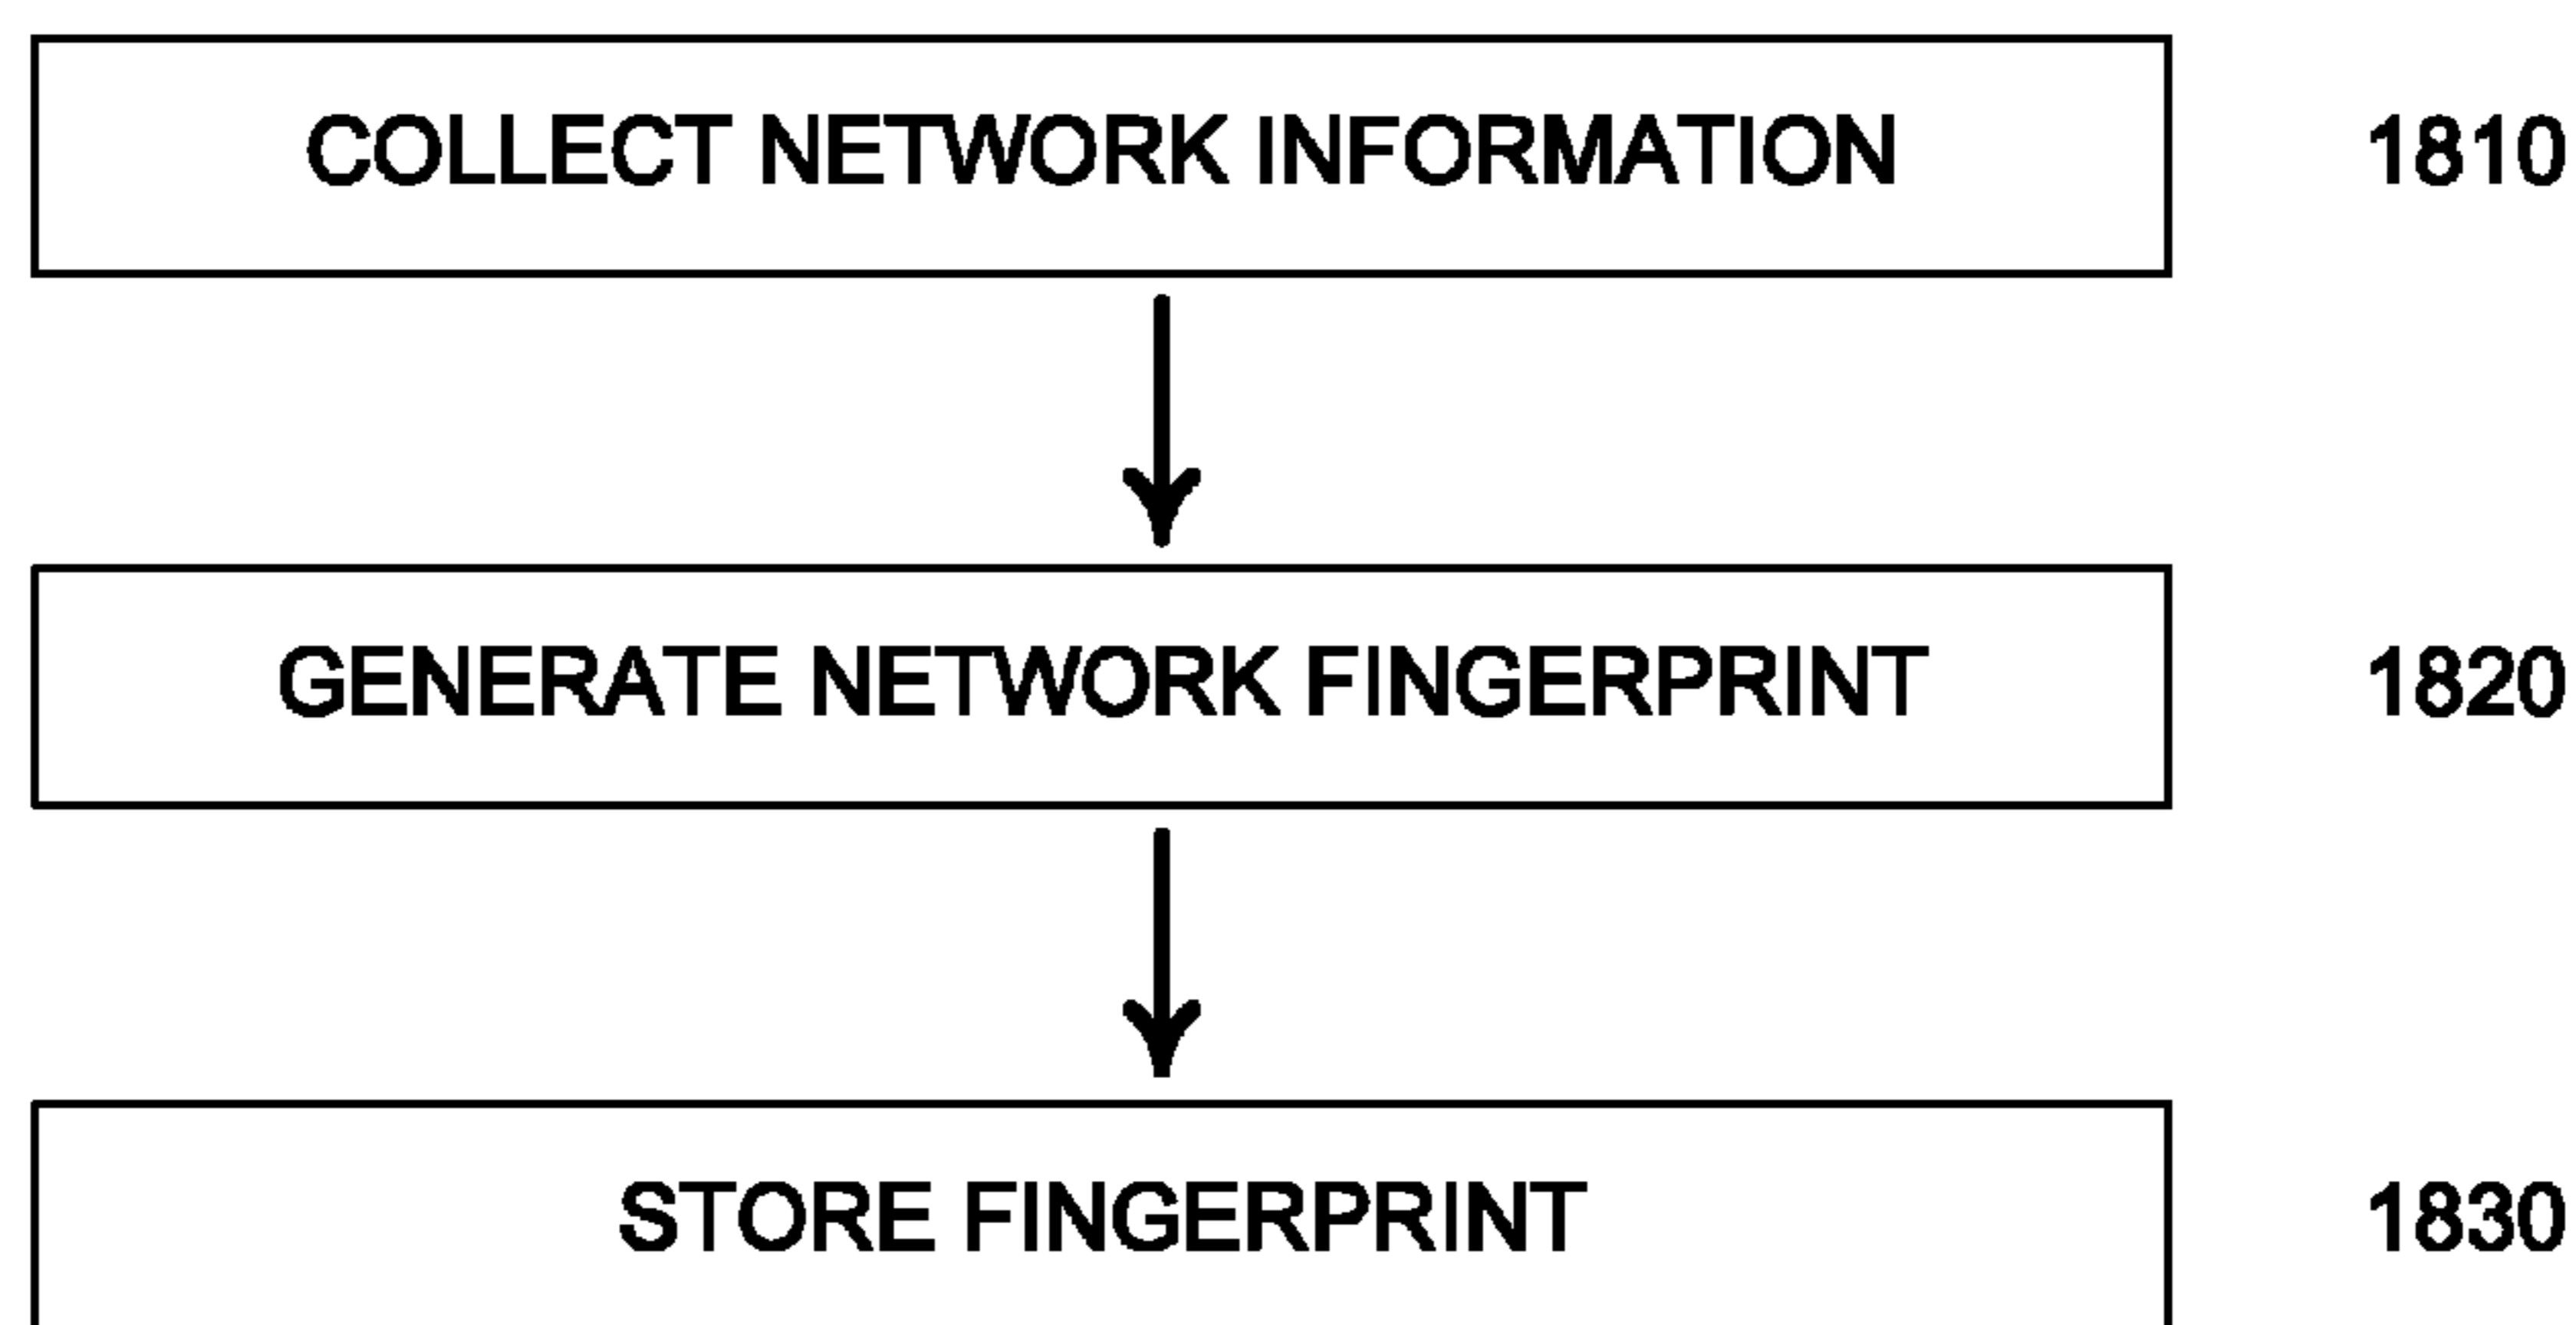 COLLECT NETWORK INFORMATION 1810
GENERATE NETWORK FINGERPRINT 1820
STORE FINGERPRINT 1830